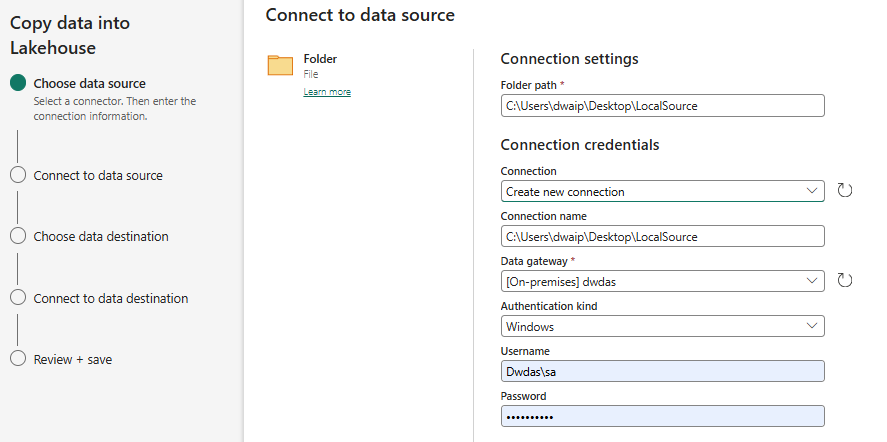 Copy data into
Lakehouse
Choose data source
Select a connector. Then enter the
connection information.
Connect to data source
Choose data destination
Connect to data destination
Review + save
Connect to data source
Folder
File
Learn more
Connection settings
Folder path *
C:\Users\dwaip\Desktop\LocalSource
Connection credentials
Connection
Create new connection
Connection name
C:\Users\dwaip\Desktop\LocalSource
Data gateway *
[On-premises] dwdas
Authentication kind
Windows
Username
Dwdas\sa
Password
••••••••••